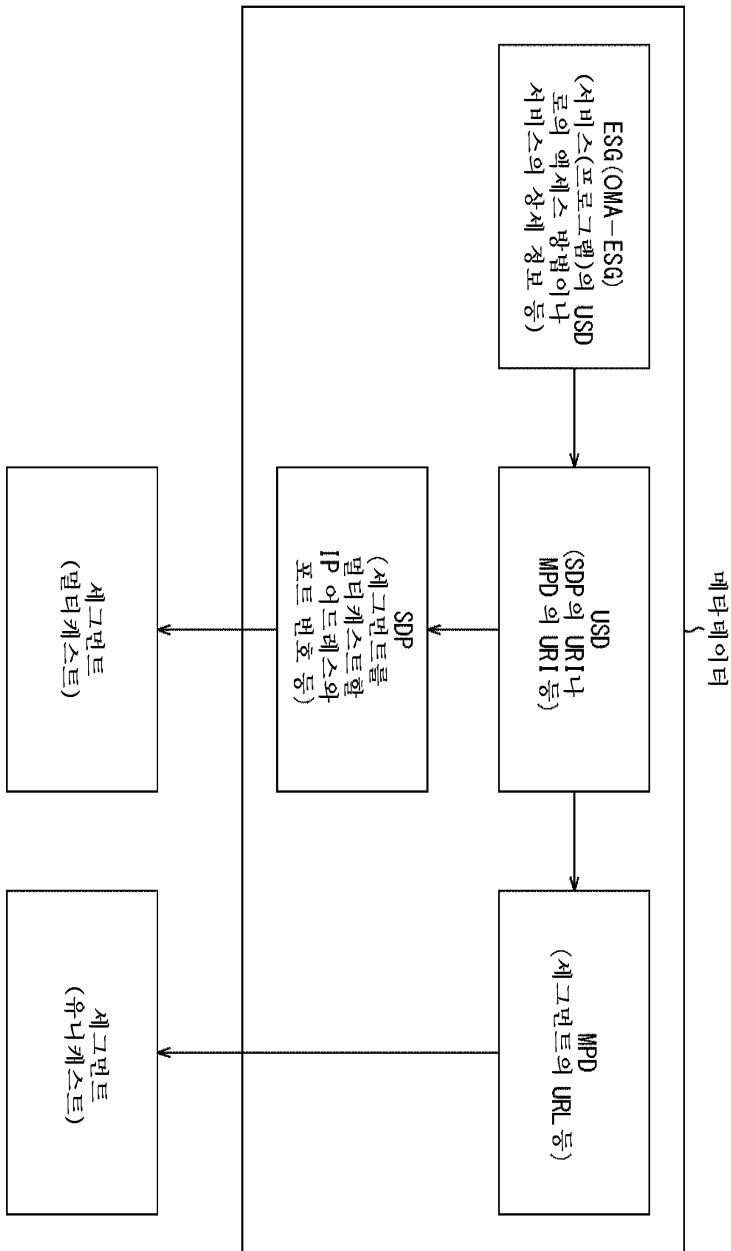 메타데이터
ESG(OMA-ESG)
(서비스(프로그램)의 USD
로의 액세스 방법이나
서비스의 상세 정보 등)
USD
(SDP의 URI나
MPD의 URI 등)
MPD
(세그먼트의 URL 등)
SDP
(세그먼트를
멀티캐스트할
IP 어드레스와
포트 번호 등)
세그먼트
(멀티캐스트)
세그먼트
(유니캐스트)